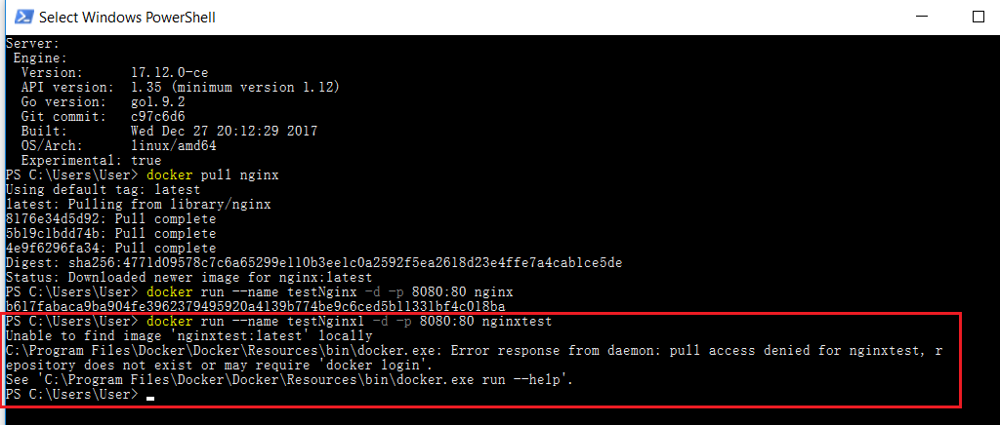 Select Windows PowerShell
Server:
Engine:
Version: 17.12.0-ce
API version: 1.35 (minimum version 1.12)
Go version: go1.9.2
Git commit: c97c6d6
Built: Wed Dec 27 20:12:29 2017
OS/Arch: linux/amd64
Experimental: true
PS C:\Users\User> docker pull nginx
Using default tag: latest
latest: Pulling from library/nginx
8176e34d5d92: Pull complete
5b19c1bdd74b: Pull complete
4e9f6296fa34: Pull complete
Digest: sha256:4771d09578c7c6a65299e110b3ee1c0a2592f5ea2618d23e4ffe7a4cab1ce5de
Status: Downloaded newer image for nginx:latest
PS C:\Users\User> docker run --name testNginx -d -p 8080:80 nginx
b617fabaca9ba904fe3962379495920a4139b774be9c6ced5b11331bf4c018ba
PS C:\Users\User> docker run --name testNginx1 -d -p 8080:80 nginxtest
Unable to find image 'nginxtest:latest' locally
C:\Program Files\Docker\Docker\Resources\bin\docker.exe: Error response from daemon: pull access denied for nginxtest, r
epository does not exist or may require 'docker login'.
See 'C:\Program Files\Docker\Docker\Resources\bin\docker.exe run --help'.
PS C:\Users\User>